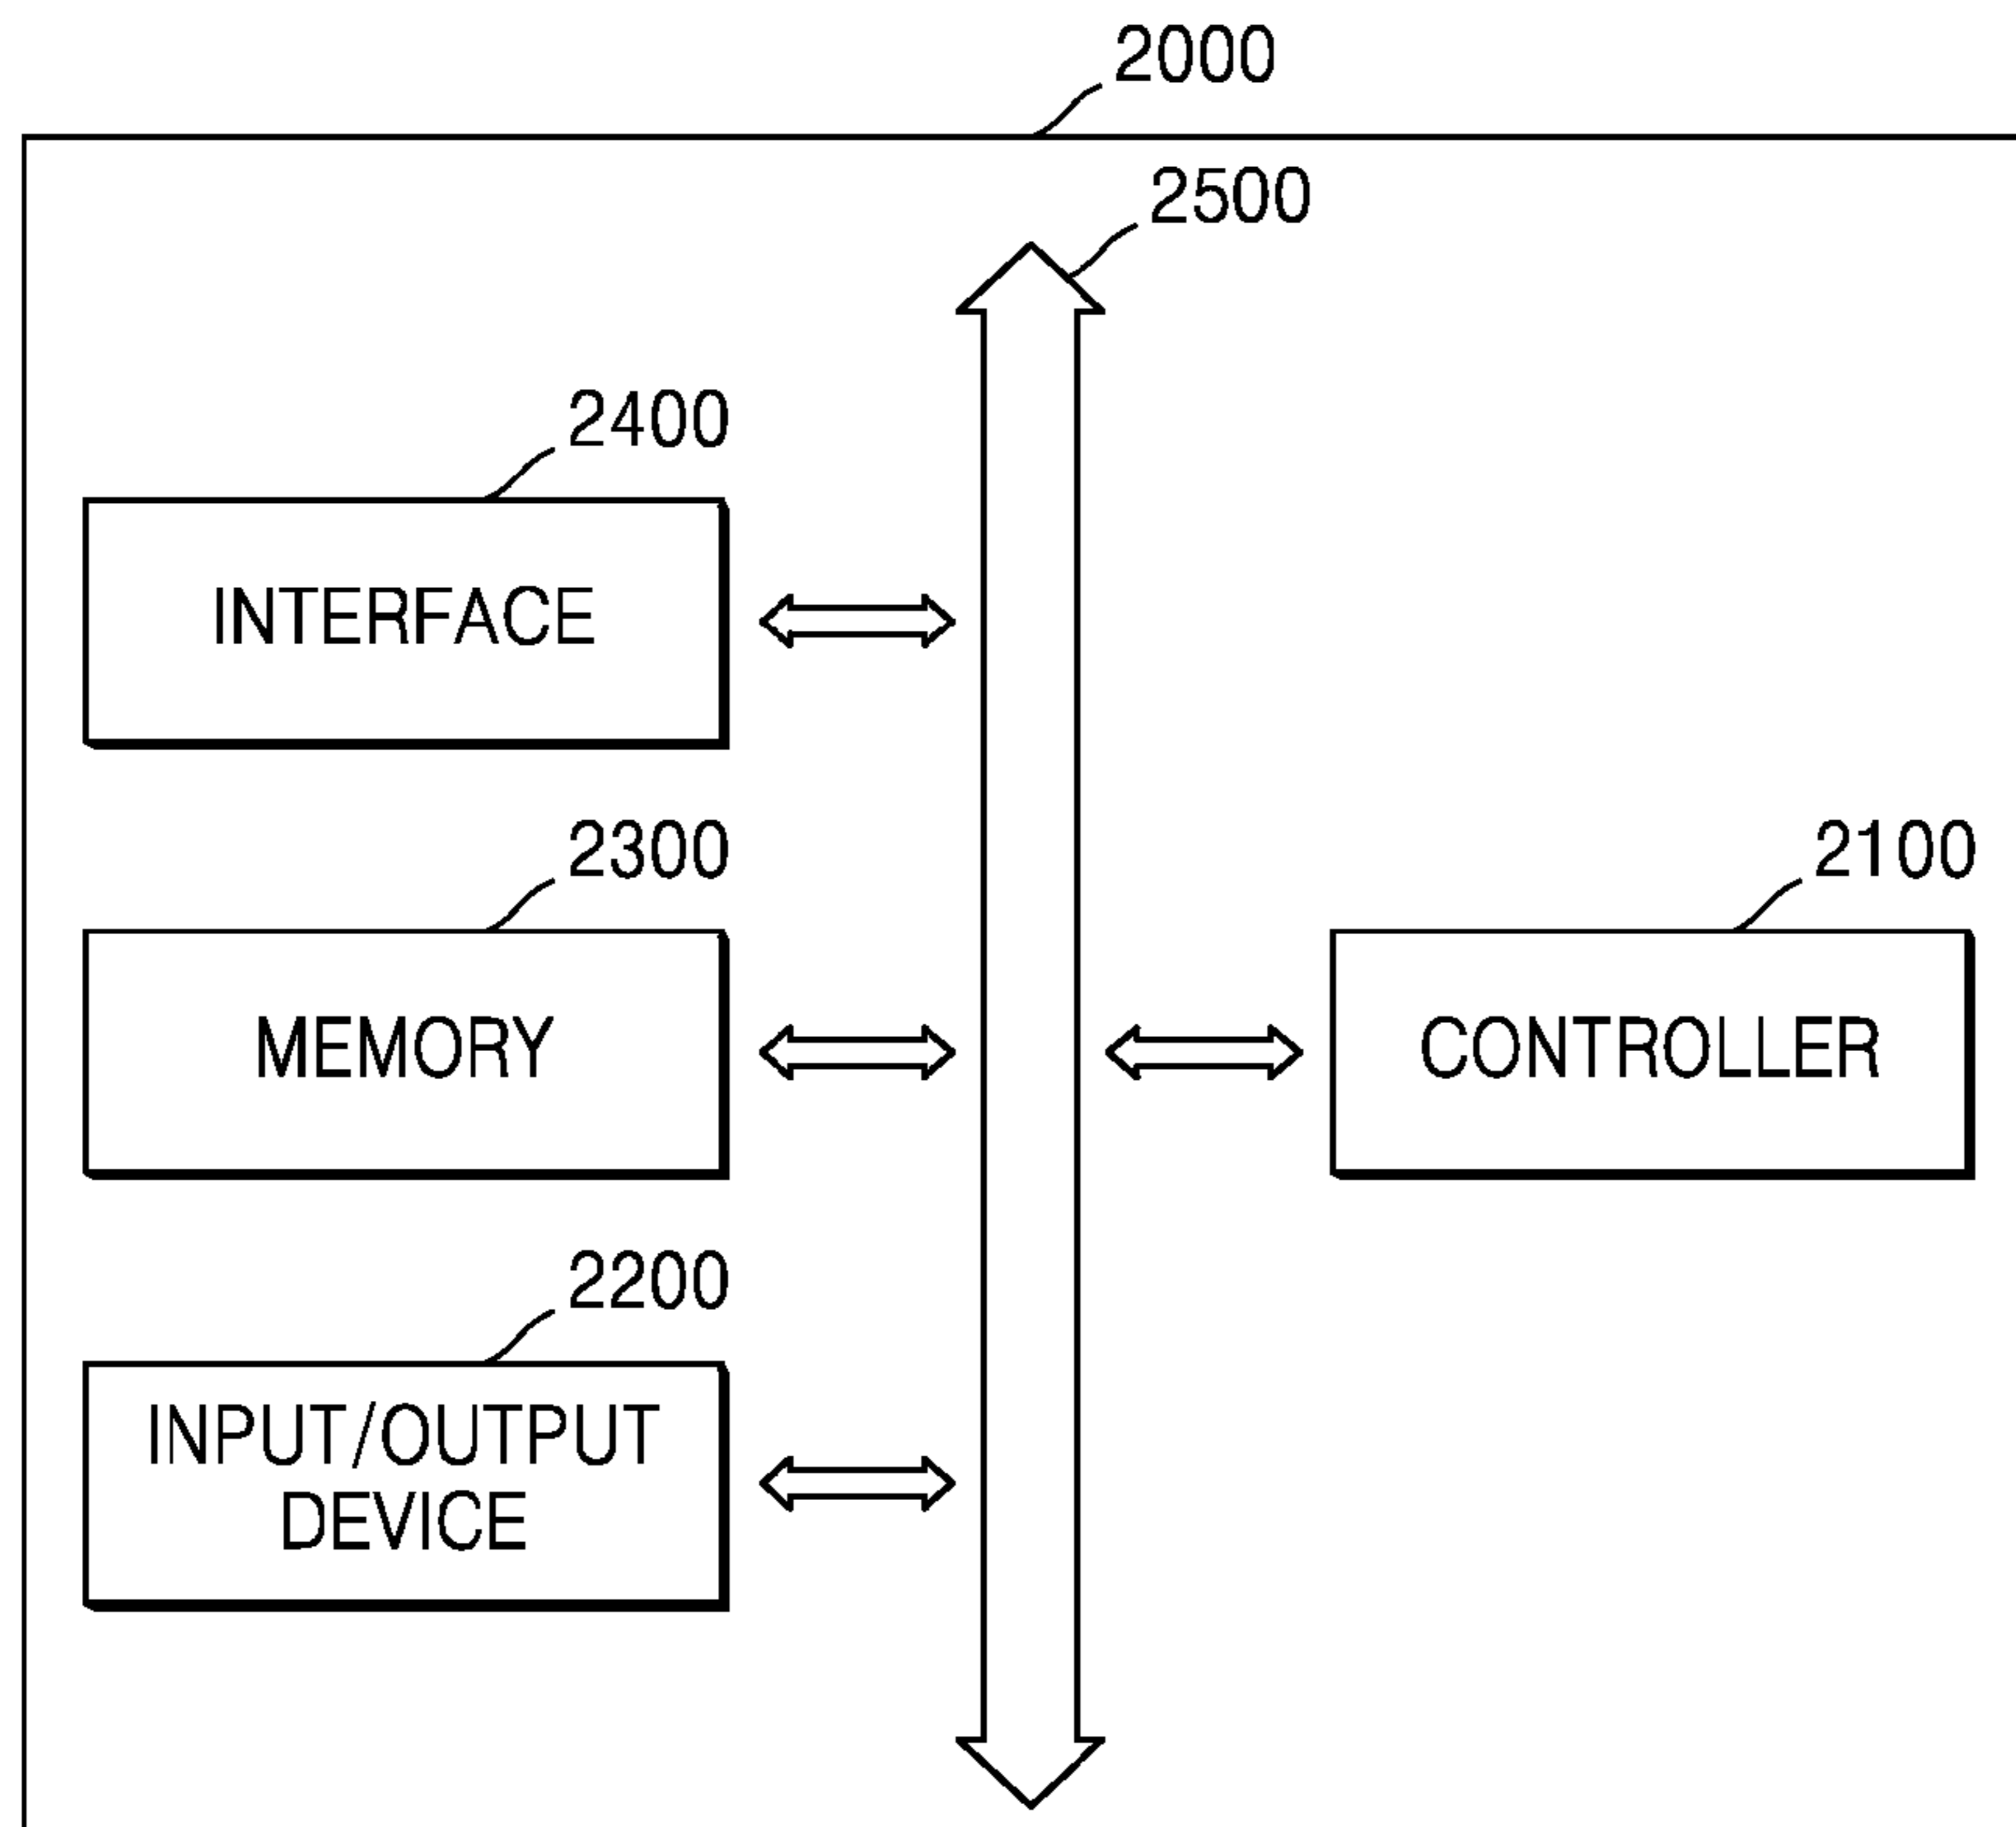 2000
2500
2400
INTERFACE
2300
2100
MEMORY
CONTROLLER
2200
INPUT/OUTPUT
DEVICE